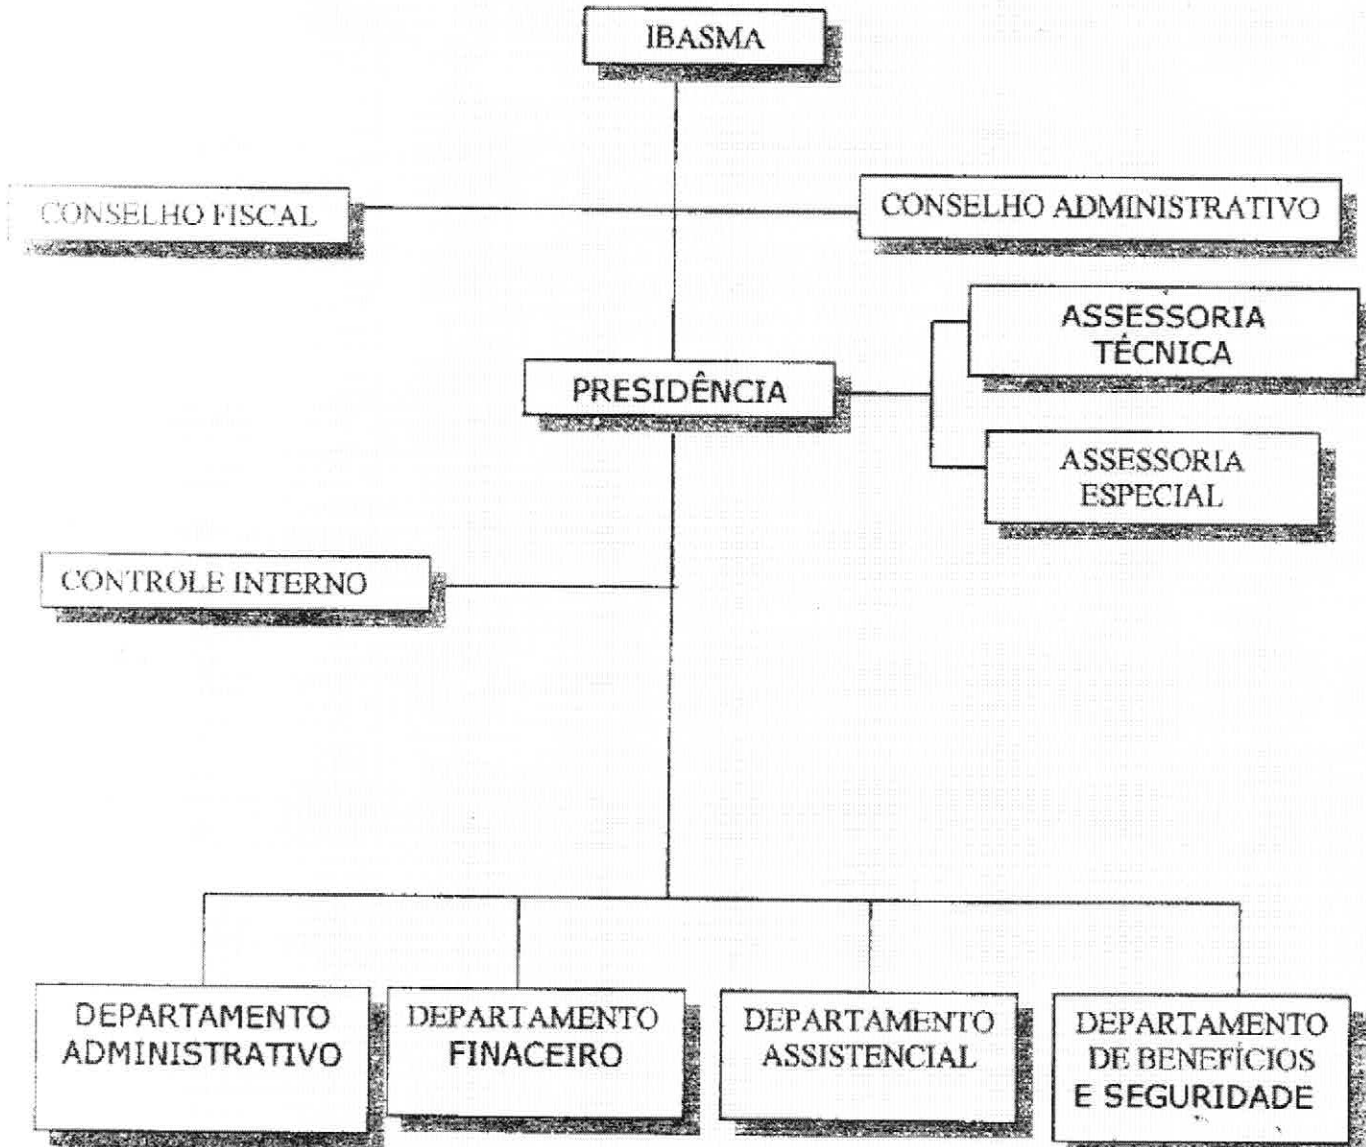 IBASMA
CONSELHO FISCAL
CONSELHO ADMINISTRATIVO
ASSESSORIA
TÉCNICA
PRESIDÊNCIA
ASSESSORIA
ESPECIAL
CONTROLE INTERNO
DEPARTAMENTO
ADMINISTRATIVO
DEPARTAMENTO
FINACEIRO
DEPARTAMENTO
ASSISTENCIAL
DEPARTAMENTO
DE BENEFÍCIOS
E SEGURIDADE